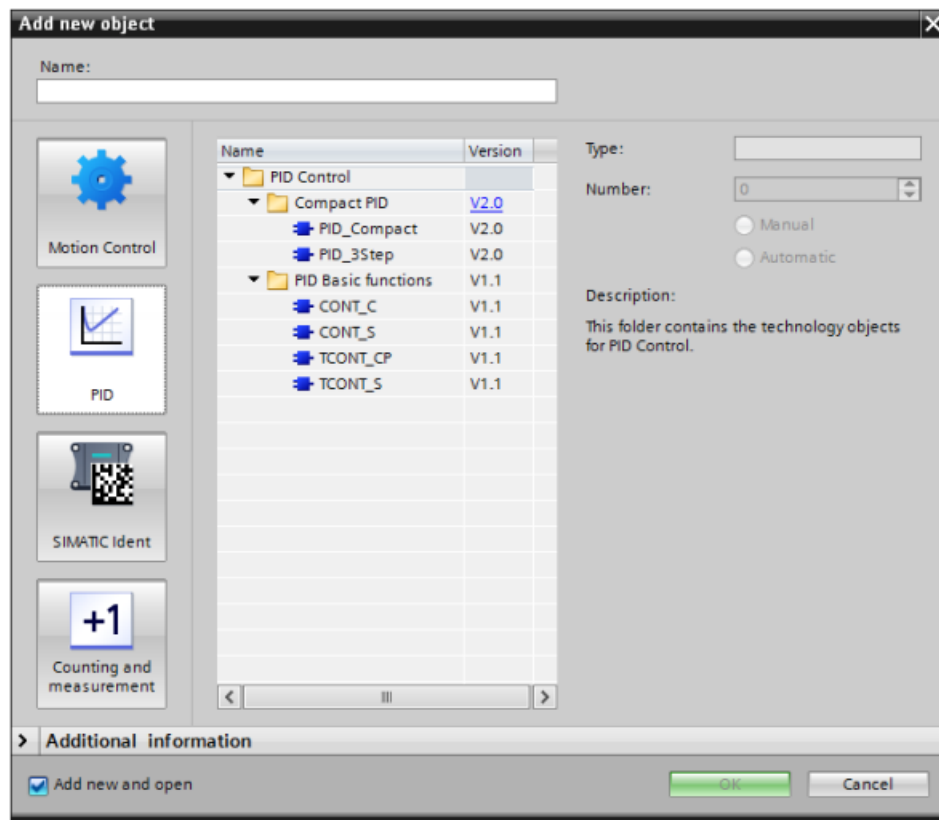 Add new object
Name:
Motion Control
PID
SIMATIC Ident
+1
Counting and
measurement
Name Version
PID Control
Compact PID V2.0
PID_Compact V2.0
PID_3Step V2.0
PID Basic functions V1.1
CONT_C V1.1
CONT_S V1.1
TCONT_CP V1.1
TCONT_S V1.1
Type:
Number: 0
Manual
Automatic
Description:
This folder contains the technology objects
for PID Control.
Additional information
Add new and open
OK Cancel